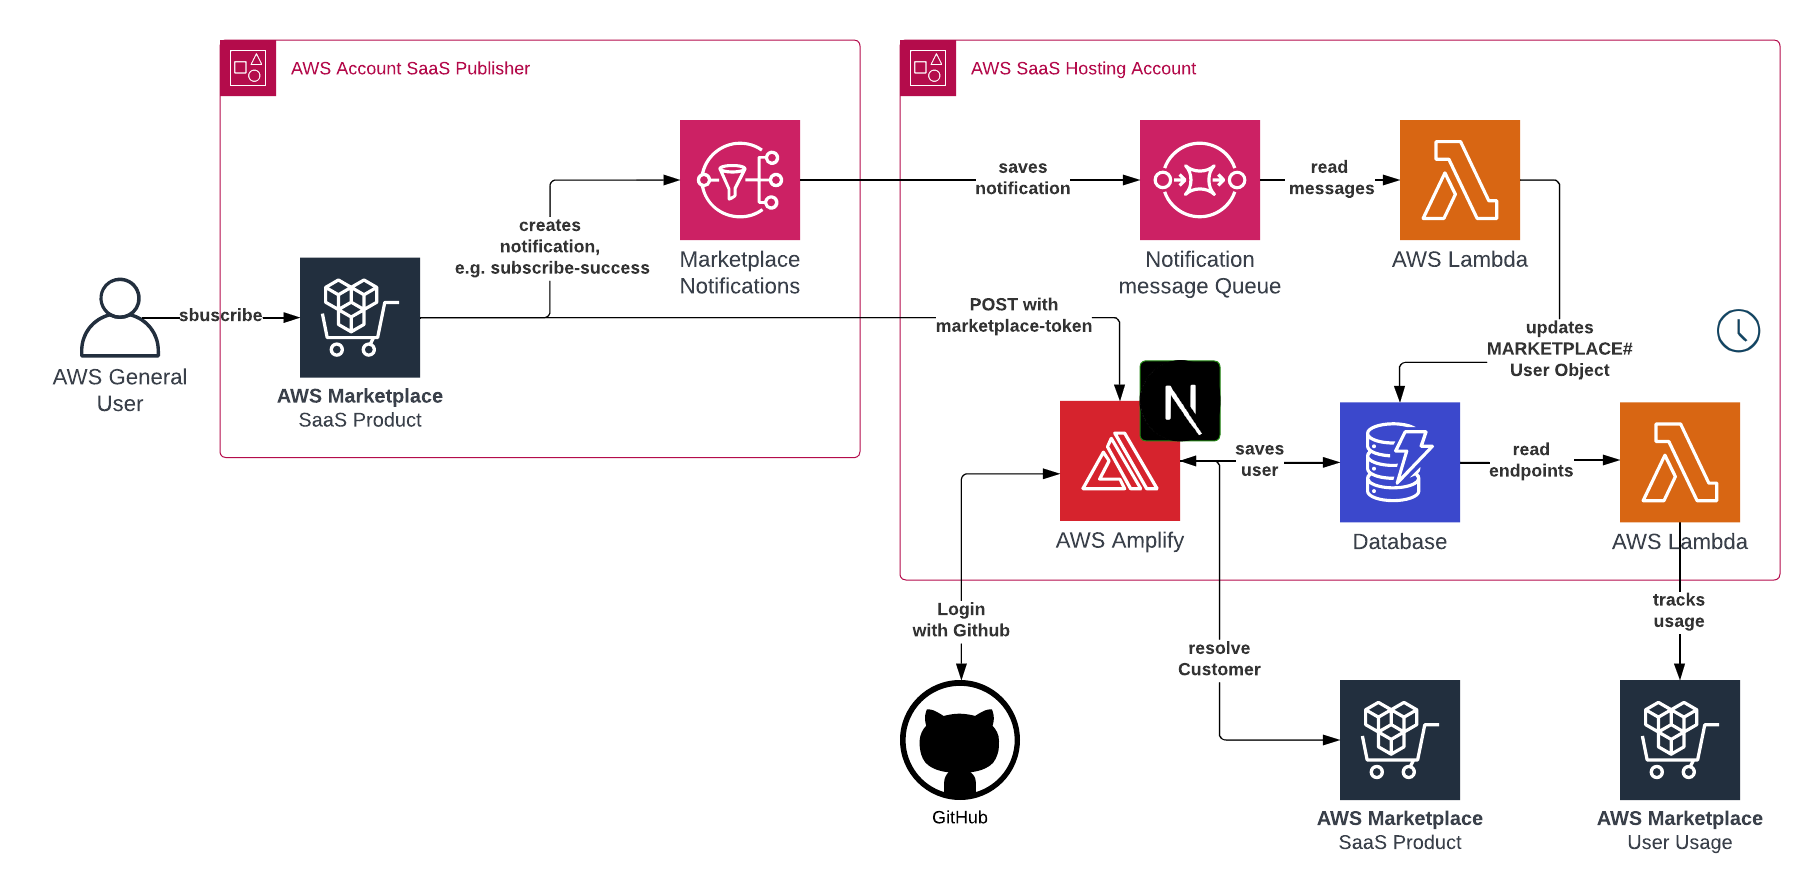 AWS Account SaaS Publisher
AWS SaaS Hosting Account
saves
notification
read
messages
creates
notification,
e.g. subscribe-success
Marketplace
Notifications
Notification
message Queue
AWS Lambda
sbuscribe
POST with
marketplace-token
updates
MARKETPLACE#
User Object
AWS General
User
AWS Marketplace
SaaS Product
N
saves
user
read
endpoints
AWS Amplify
Database
AWS Lambda
Login
with Github
resolve
Customer
tracks
usage
GitHub
AWS Marketplace
SaaS Product
AWS Marketplace
User Usage